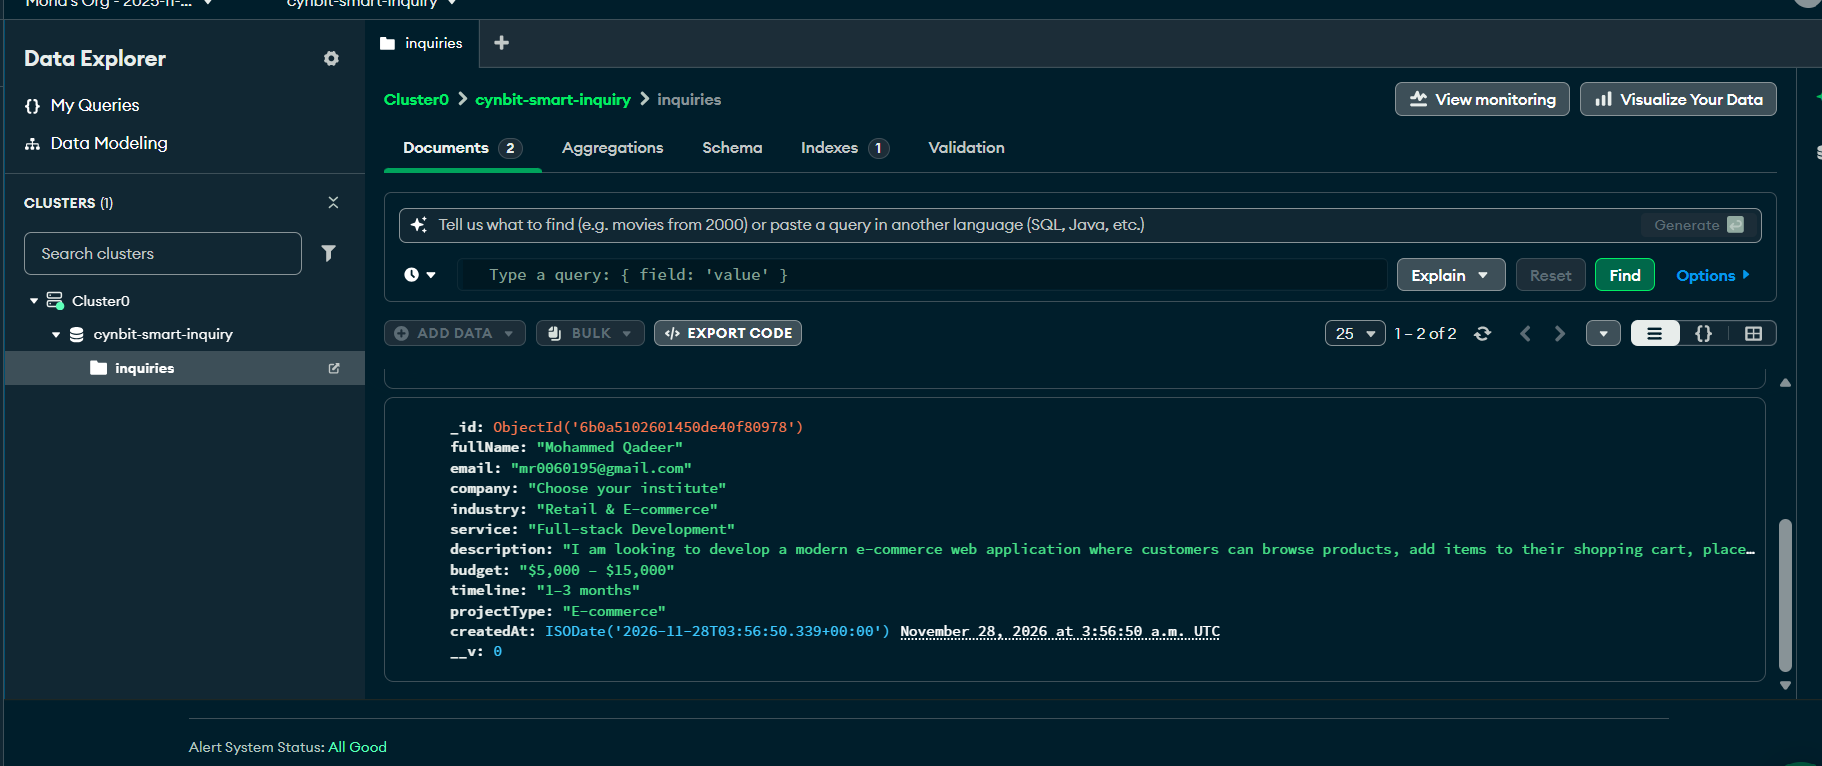 Mohd's Org - 2025-11-...
cynbit-smart-inquiry
Data Explorer
My Queries
Data Modeling
CLUSTERS (1)
Search clusters
Cluster0
cynbit-smart-inquiry
inquiries
inquiries
Cluster0 > cynbit-smart-inquiry > inquiries
View monitoring
Visualize Your Data
Documents 2
Aggregations
Schema
Indexes 1
Validation
Tell us what to find (e.g. movies from 2000) or paste a query in another language (SQL, Java, etc.)
Generate
Type a query: { field: 'value' }
Explain
Reset
Find
Options
ADD DATA
BULK
EXPORT CODE
25
1 – 2 of 2
_id: ObjectId('6b0a5102601450de40f80978')
fullName: "Mohammed Qadeer"
email: "mr0060195@gmail.com"
company: "Choose your institute"
industry: "Retail & E-commerce"
service: "Full-stack Development"
description: "I am looking to develop a modern e-commerce web application where customers can browse products, add items to their shopping cart, place…
budget: "$5,000 – $15,000"
timeline: "1–3 months"
projectType: "E-commerce"
createdAt: ISODate('2026-11-28T03:56:50.339+00:00') November 28, 2026 at 3:56:50 a.m. UTC
__v: 0
Alert System Status: All Good